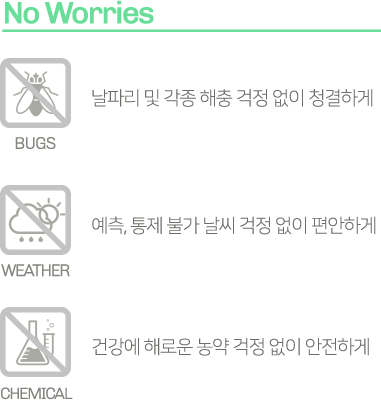 No Worries
날파리 및 각종 해충 걱정 없이 청결하게
BUGS
예측, 통제 불가 날씨 걱정 없이 편안하게
WEATHER
건강에 해로운 농약 걱정 없이 안전하게
CHEMICAL